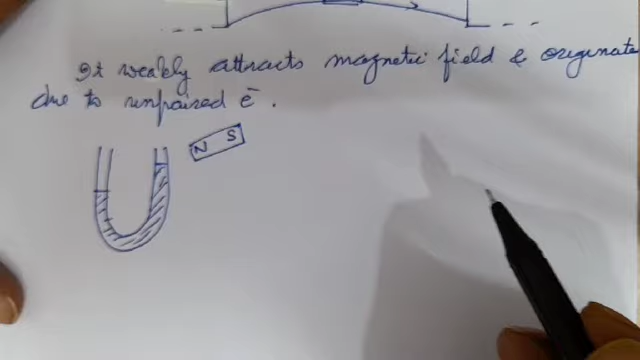 It weakly attracts magnetic field & originate
due to unpaired e⁻.
N S